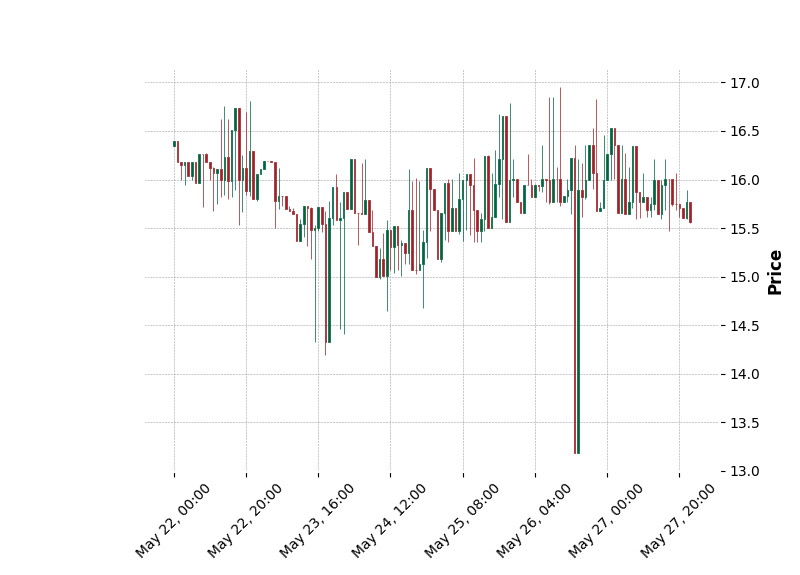 17.0
16.5
16.0
15.5
15.0
14.5
14.0
13.5
13.0
Price
May 22, 00:00
May 22, 20:00
May 23, 16:00
May 24, 12:00
May 25, 08:00
May 26, 04:00
May 27, 00:00
May 27, 20:00